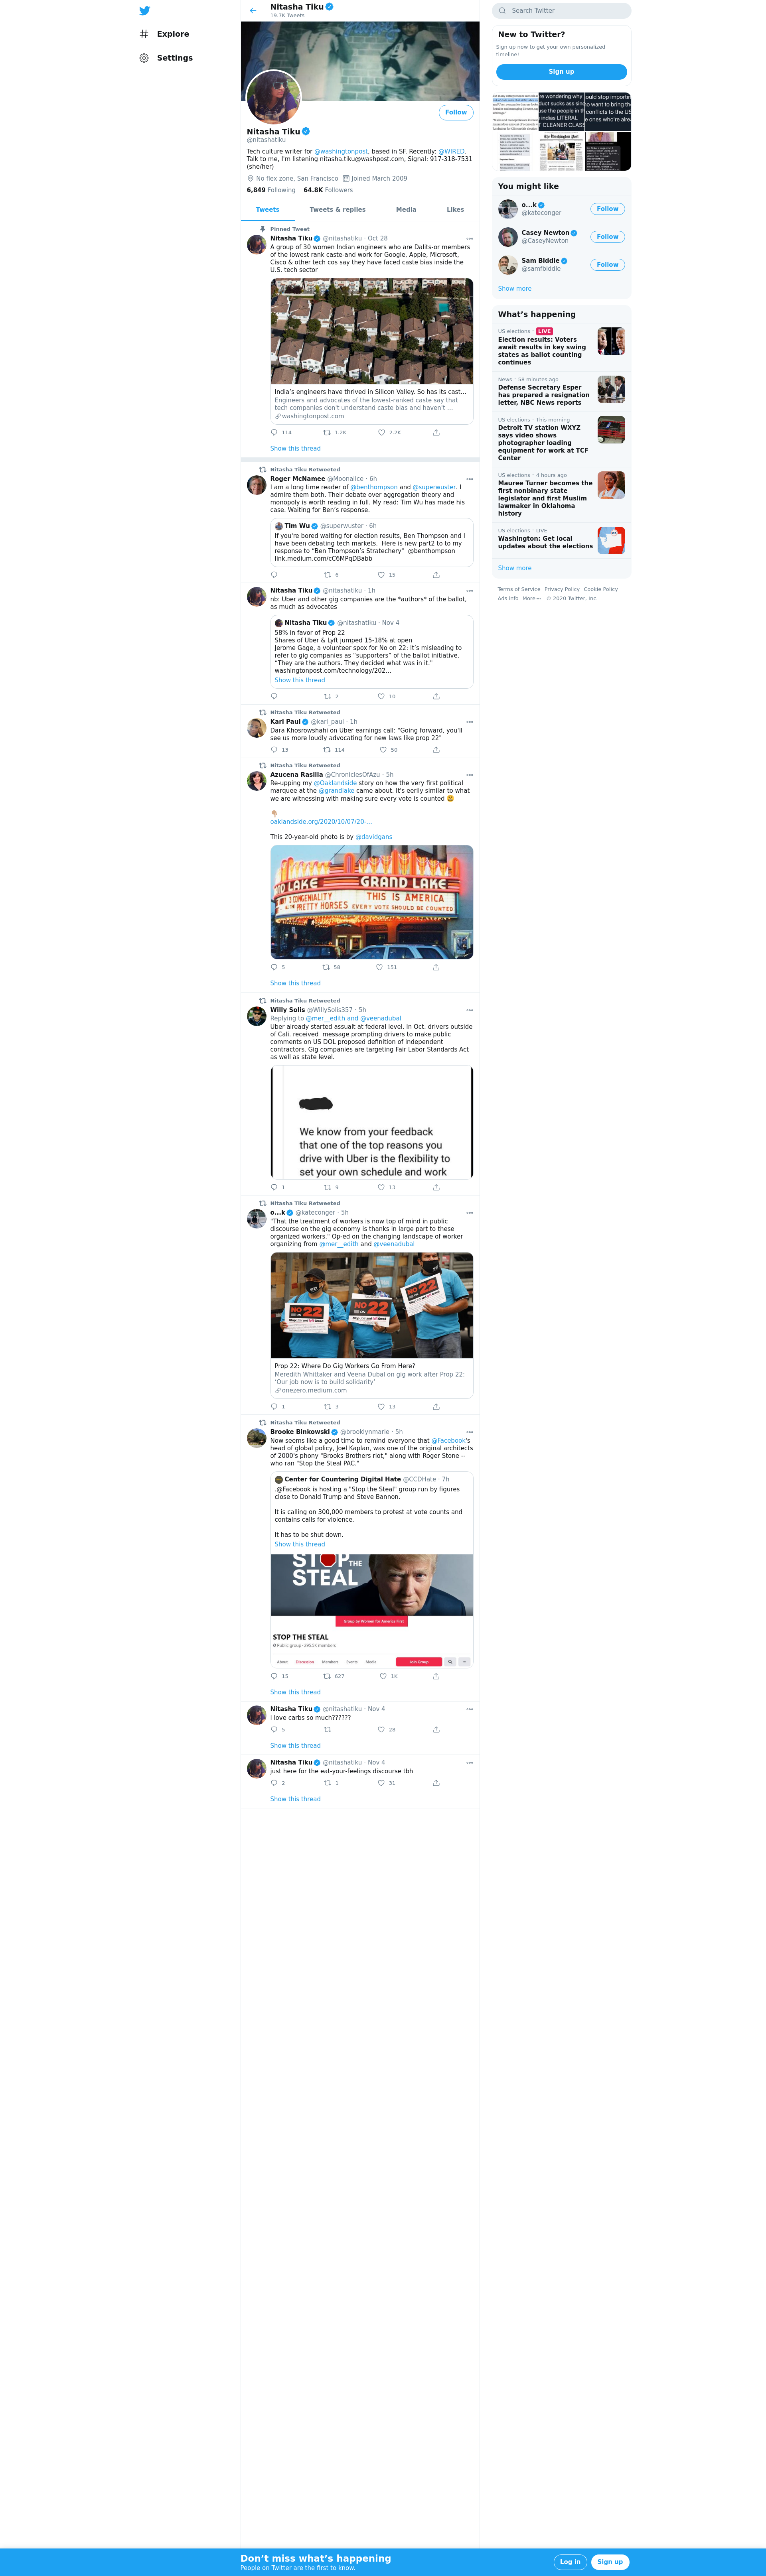 Explore
Settings
Nitasha Tiku
19.7K Tweets
Follow
Nitasha Tiku
@nitashatiku
Tech culture writer for @washingtonpost, based in SF. Recently: @WIRED.
Talk to me, I'm listening nitasha.tiku@washpost.com, Signal: 917-318-7531
(she/her)
No flex zone, San Francisco Joined March 2009
6,849 Following 64.8K Followers
Tweets Tweets & replies Media Likes
Pinned Tweet
Nitasha Tiku @nitashatiku · Oct 28
A group of 30 women Indian engineers who are Dalits-or members
of the lowest rank caste-and work for Google, Apple, Microsoft,
Cisco & other tech cos say they have faced caste bias inside the
U.S. tech sector
India's engineers have thrived in Silicon Valley. So has its cast...
Engineers and advocates of the lowest-ranked caste say that
tech companies don't understand caste bias and haven't ...
washingtonpost.com
114 1.2K 2.2K
Show this thread
Nitasha Tiku Retweeted
Roger McNamee @Moonalice · 6h
I am a long time reader of @benthompson and @superwuster. I
admire them both. Their debate over aggregation theory and
monopoly is worth reading in full. My read: Tim Wu has made his
case. Waiting for Ben's response.
Tim Wu @superwuster · 6h
If you're bored waiting for election results, Ben Thompson and I
have been debating tech markets.  Here is new part2 to to my
response to "Ben Thompson's Stratechery"  @benthompson
link.medium.com/cC6MPqDBabb
6 15
Nitasha Tiku @nitashatiku · 1h
nb: Uber and other gig companies are the *authors* of the ballot,
as much as advocates
Nitasha Tiku @nitashatiku · Nov 4
58% in favor of Prop 22
Shares of Uber & Lyft jumped 15-18% at open
Jerome Gage, a volunteer spox for No on 22: It's misleading to
refer to gig companies as "supporters" of the ballot initiative.
"They are the authors. They decided what was in it."
washingtonpost.com/technology/202...
Show this thread
2 10
Nitasha Tiku Retweeted
Kari Paul @kari_paul · 1h
Dara Khosrowshahi on Uber earnings call: "Going forward, you'll
see us more loudly advocating for new laws like prop 22"
13 114 50
Nitasha Tiku Retweeted
Azucena Rasilla @ChroniclesOfAzu · 5h
Re-upping my @Oaklandside story on how the very first political
marquee at the @grandlake came about. It's eerily similar to what
we are witnessing with making sure every vote is counted 😩
👇🏼
oaklandside.org/2020/10/07/20-...
This 20-year-old photo is by @davidgans
D LAKE GRAND LAKE
CONGENIALITY THIS IS AMERICA
PRETTY HORSES EVERY VOTE SHOULD BE COUNTED
5 58 151
Show this thread
Nitasha Tiku Retweeted
Willy Solis @WillySolis357 · 5h
Replying to @mer__edith and @veenadubal
Uber already started assualt at federal level. In Oct. drivers outside
of Cali. received  message prompting drivers to make public
comments on US DOL proposed definition of independent
contractors. Gig companies are targeting Fair Labor Standards Act
as well as state level.
We know from your feedback
that one of the top reasons you
drive with Uber is the flexibility to
set your own schedule and work
1 9 13
Nitasha Tiku Retweeted
o...k @kateconger · 5h
"That the treatment of workers is now top of mind in public
discourse on the gig economy is thanks in large part to these
organized workers." Op-ed on the changing landscape of worker
organizing from @mer__edith and @veenadubal
NO 22
NO 22
NO 22
Prop 22: Where Do Gig Workers Go From Here?
Meredith Whittaker and Veena Dubal on gig work after Prop 22:
'Our job now is to build solidarity'
onezero.medium.com
1 3 13
Nitasha Tiku Retweeted
Brooke Binkowski @brooklynmarie · 5h
Now seems like a good time to remind everyone that @Facebook's
head of global policy, Joel Kaplan, was one of the original architects
of 2000's phony "Brooks Brothers riot," along with Roger Stone --
who ran "Stop the Steal PAC."
Center for Countering Digital Hate @CCDHate · 7h
.@Facebook is hosting a "Stop the Steal" group run by figures
close to Donald Trump and Steve Bannon.
It is calling on 300,000 members to protest at vote counts and
contains calls for violence.
It has to be shut down.
Show this thread
STOP THE
STEAL
Group by Women for America First
STOP THE STEAL
Public group · 295.5K members
About Discussion Members Events Media Join Group
15 627 1K
Show this thread
Nitasha Tiku @nitashatiku · Nov 4
i love carbs so much??????
5 28
Show this thread
Nitasha Tiku @nitashatiku · Nov 4
just here for the eat-your-feelings discourse tbh
2 1 31
Show this thread
Search Twitter
New to Twitter?
Sign up now to get your own personalized
timeline!
Sign up
The Washington Post
You might like
o...k
@kateconger
Follow
Casey Newton
@CaseyNewton
Follow
Sam Biddle
@samfbiddle
Follow
Show more
What's happening
US elections · LIVE
Election results: Voters
await results in key swing
states as ballot counting
continues
News · 58 minutes ago
Defense Secretary Esper
has prepared a resignation
letter, NBC News reports
US elections · This morning
Detroit TV station WXYZ
says video shows
photographer loading
equipment for work at TCF
Center
US elections · 4 hours ago
Mauree Turner becomes the
first nonbinary state
legislator and first Muslim
lawmaker in Oklahoma
history
US elections · LIVE
Washington: Get local
updates about the elections
Show more
Terms of Service Privacy Policy Cookie Policy
Ads info More © 2020 Twitter, Inc.
Don't miss what's happening
People on Twitter are the first to know.
Log in Sign up